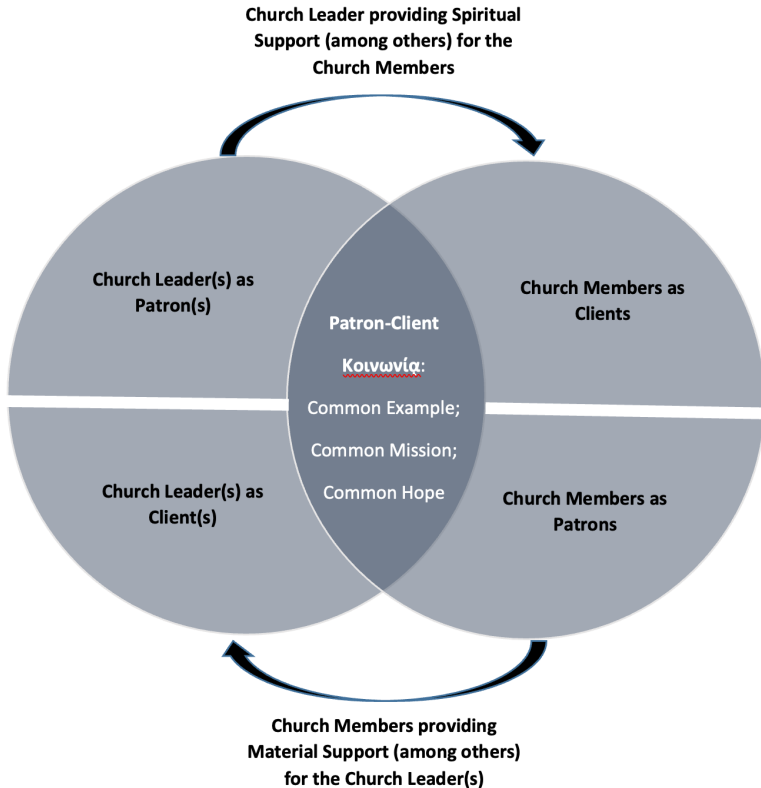 Church Leader providing Spiritual
Support (among others) for the
Church Members
Church Leader(s) as
Patron(s)
Church Members as
Clients
Patron-Client
Κοινωνίᾳ:
Common Example;
Common Mission;
Common Hope
Church Leader(s) as
Client(s)
Church Members as
Patrons
Church Members providing
Material Support (among others)
for the Church Leader(s)